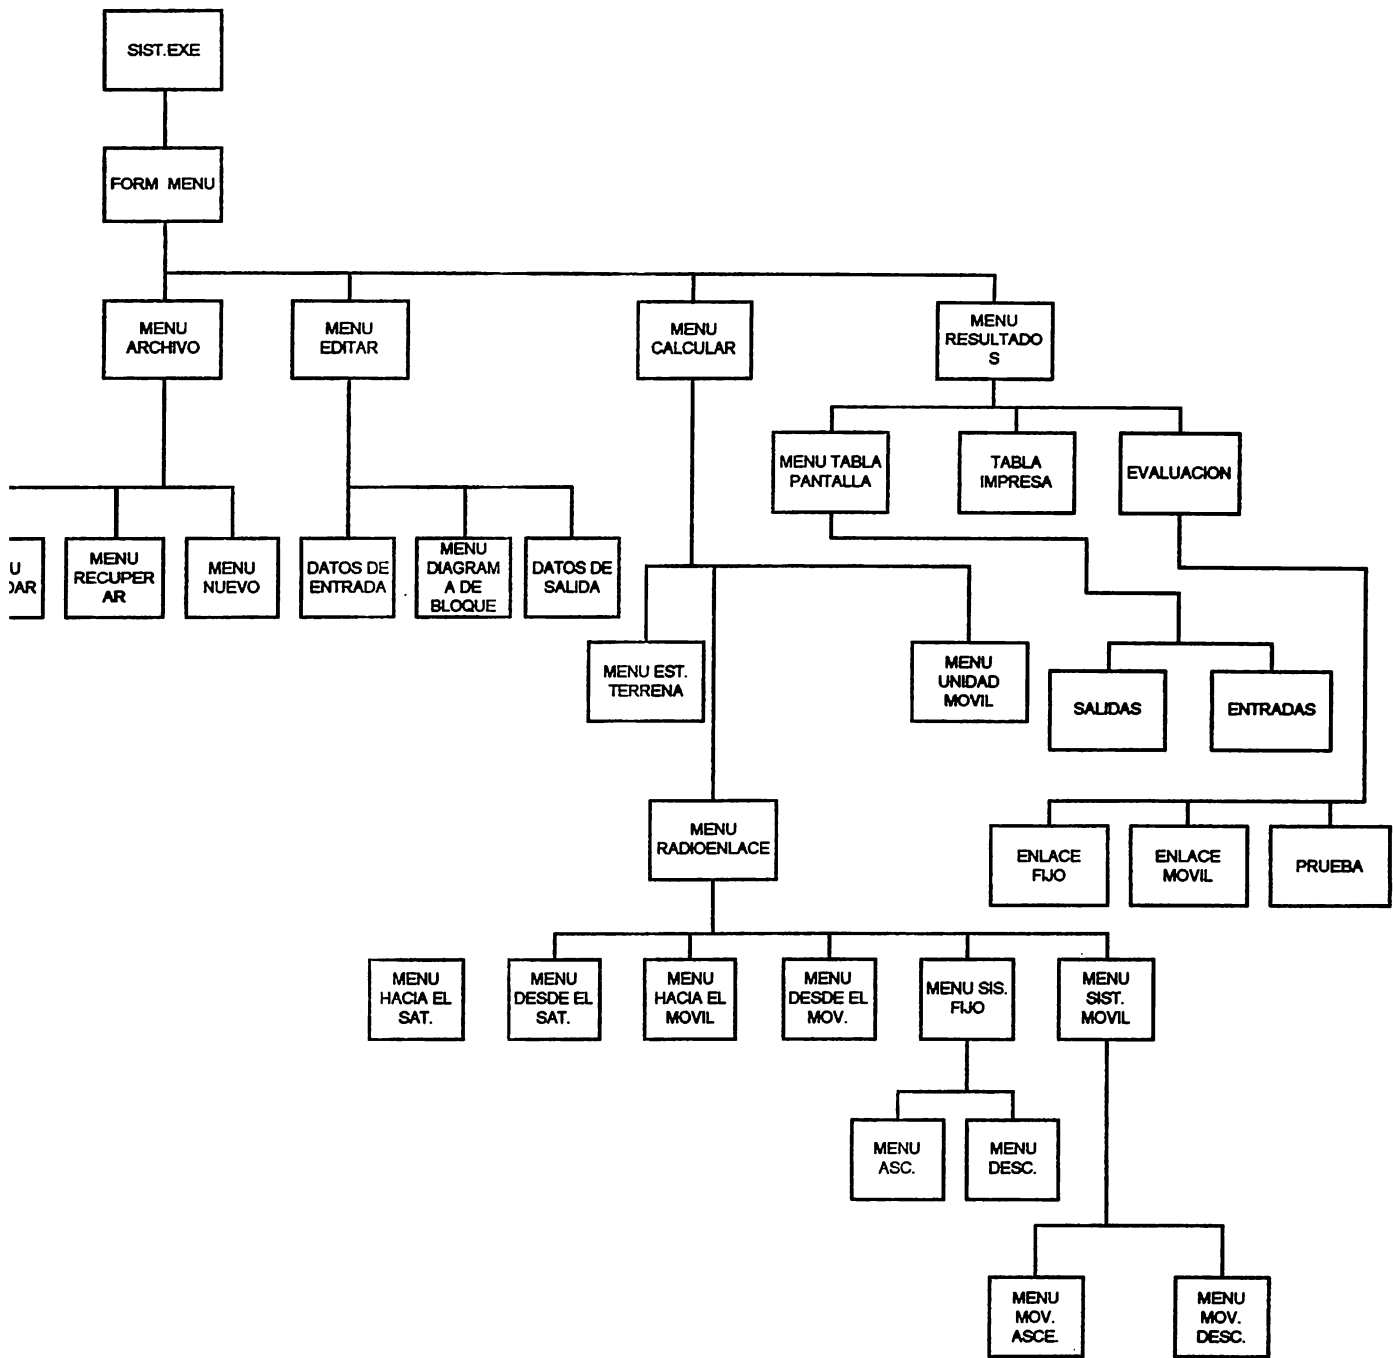 SIST.EXE
FORM MENU
MENU
ARCHIVO
MENU
EDITAR
MENU
CALCULAR
MENU
RESULTADO
S
MENU TABLA
PANTALLA
TABLA
IMPRESA
EVALUACION
U
DAR
MENU
RECUPER
AR
MENU
NUEVO
DATOS DE
ENTRADA
MENU
DIAGRAM
A DE
BLOQUE
DATOS DE
SALIDA
MENU EST.
TERRENA
MENU
UNIDAD
MOVIL
SALIDAS
ENTRADAS
MENU
RADIOENLACE
ENLACE
FIJO
ENLACE
MOVIL
PRUEBA
MENU
HACIA EL
SAT.
MENU
DESDE EL
SAT.
MENU
HACIA EL
MOVIL
MENU
DESDE EL
MOV.
MENU SIS.
FIJO
MENU
SIST.
MOVIL
MENU
ASC.
MENU
DESC.
MENU
MOV.
ASCE.
MENU
MOV.
DESC.